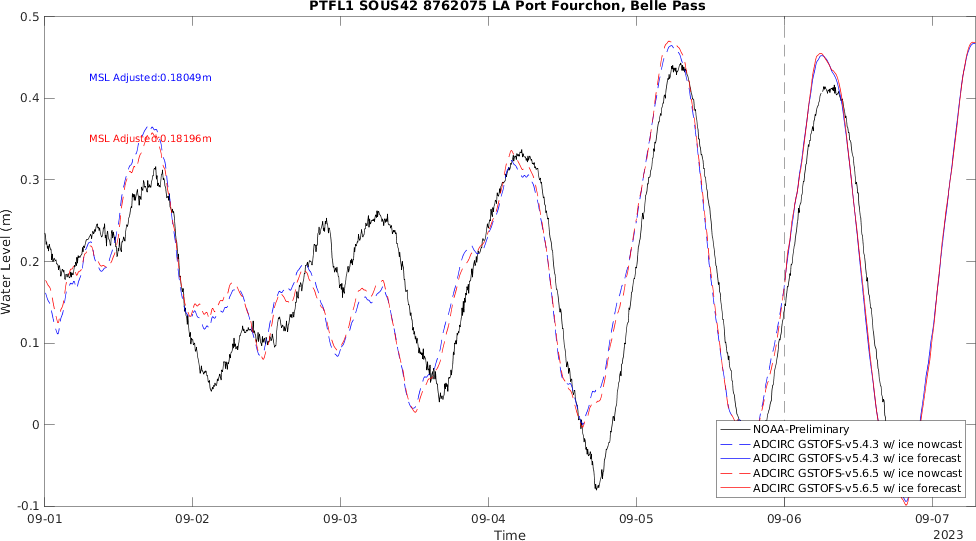 PTFL1 SOUS42 8762075 LA Port Fourchon, Belle Pass
0.5
MSL Adjusted:0.18049m
0.4
MSL Adjusted:0.18196m
0.3
0.2
Water Level (m)
0.1
0
-0.1
NOAA-Preliminary
ADCIRC GSTOFS-v5.4.3 w/ ice nowcast
ADCIRC GSTOFS-v5.4.3 w/ ice forecast
ADCIRC GSTOFS-v5.6.5 w/ ice nowcast
ADCIRC GSTOFS-v5.6.5 w/ ice forecast
09-01 09-02 09-03 09-04 09-05 09-06 09-07
Time
2023